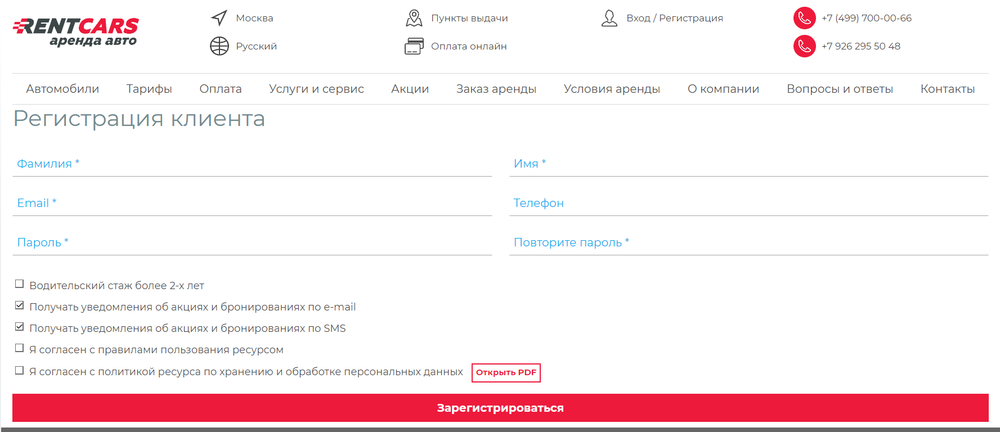 RENTCARS
аренда авто
Москва
Русский
Пункты выдачи
Оплата онлайн
Вход / Регистрация
+7 (499) 700-00-66
+7 926 295 50 48
Автомобили Тарифы Оплата Услуги и сервис Акции Заказ аренды Условия аренды О компании Вопросы и ответы Контакты
Регистрация клиента
Фамилия * Имя *
Email * Телефон
Пароль * Повторите пароль *
Водительский стаж более 2-х лет
Получать уведомления об акциях и бронированиях по e-mail
Получать уведомления об акциях и бронированиях по SMS
Я согласен с правилами пользования ресурсом
Я согласен с политикой ресурса по хранению и обработке персональных данных Открыть PDF
Зарегистрироваться